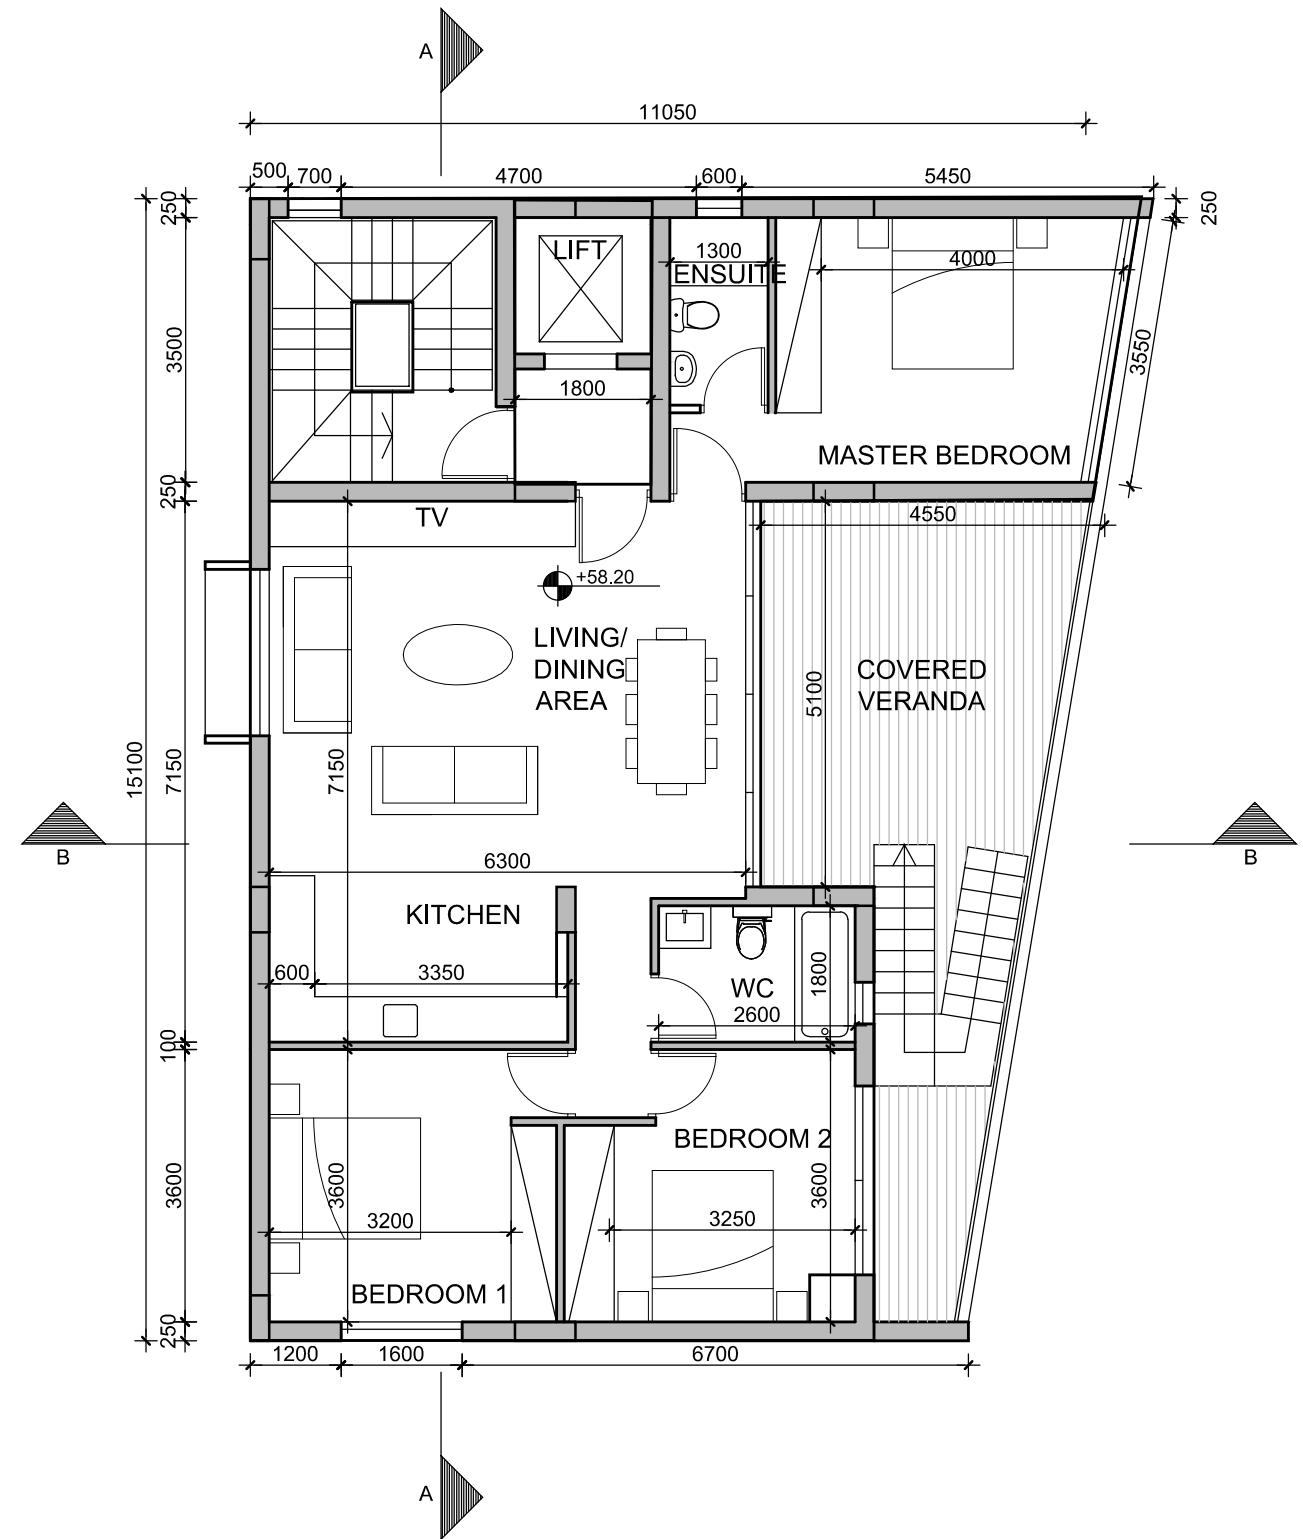 A
11050
500
700
4700
600
5450
250
250
LIFT
1300
ENSUITE
4000
3500
3550
1800
MASTER BEDROOM
250
TV
4550
+58.20
LIVING/
DINING
AREA
COVERED
VERANDA
5100
15100
7150
7150
B
B
6300
KITCHEN
600
3350
WC
1800
2600
100
BEDROOM 2
3600
3600
3600
3200
3250
BEDROOM 1
250
1200
1600
6700
A